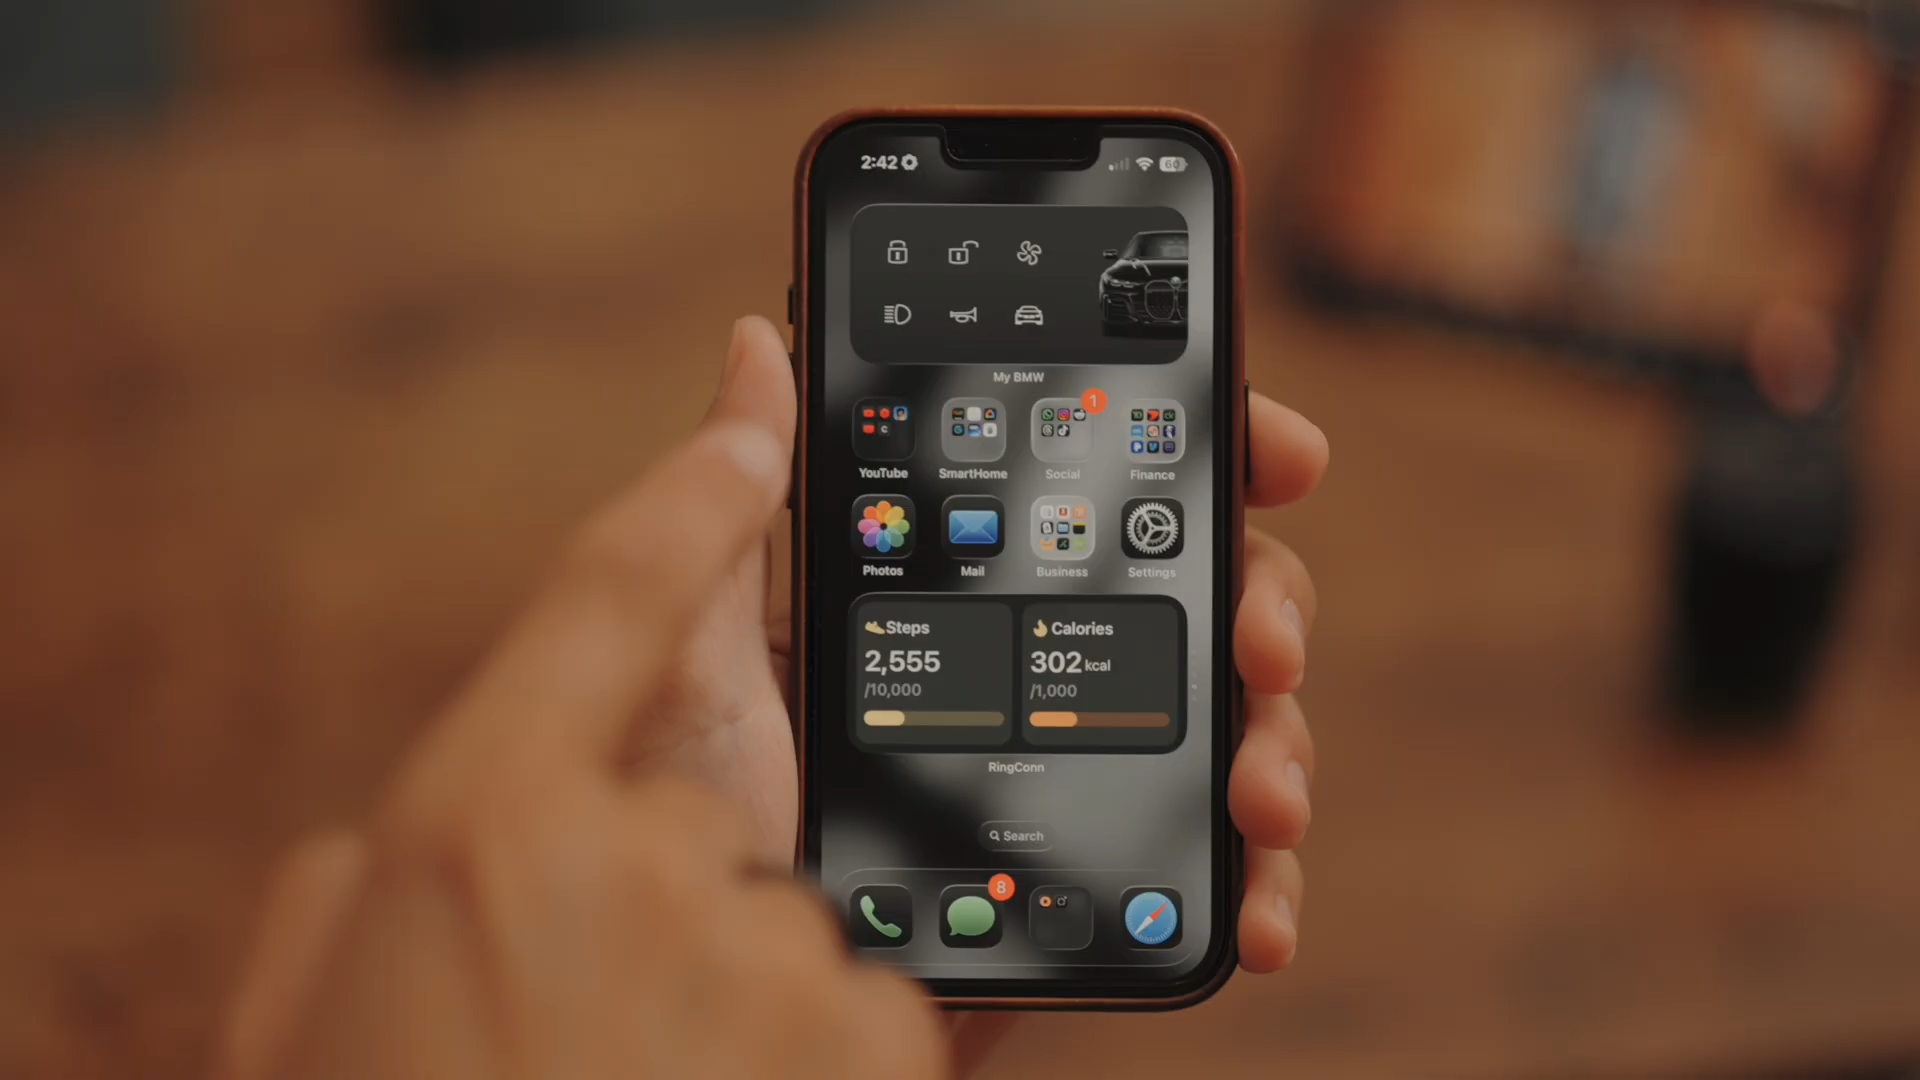 2:42
60
My BMW
1
YouTube
SmartHome
Social
Finance
Photos
Mail
Business
Settings
Steps
Calories
2,555
302 kcal
/10,000
/1,000
RingConn
Search
8